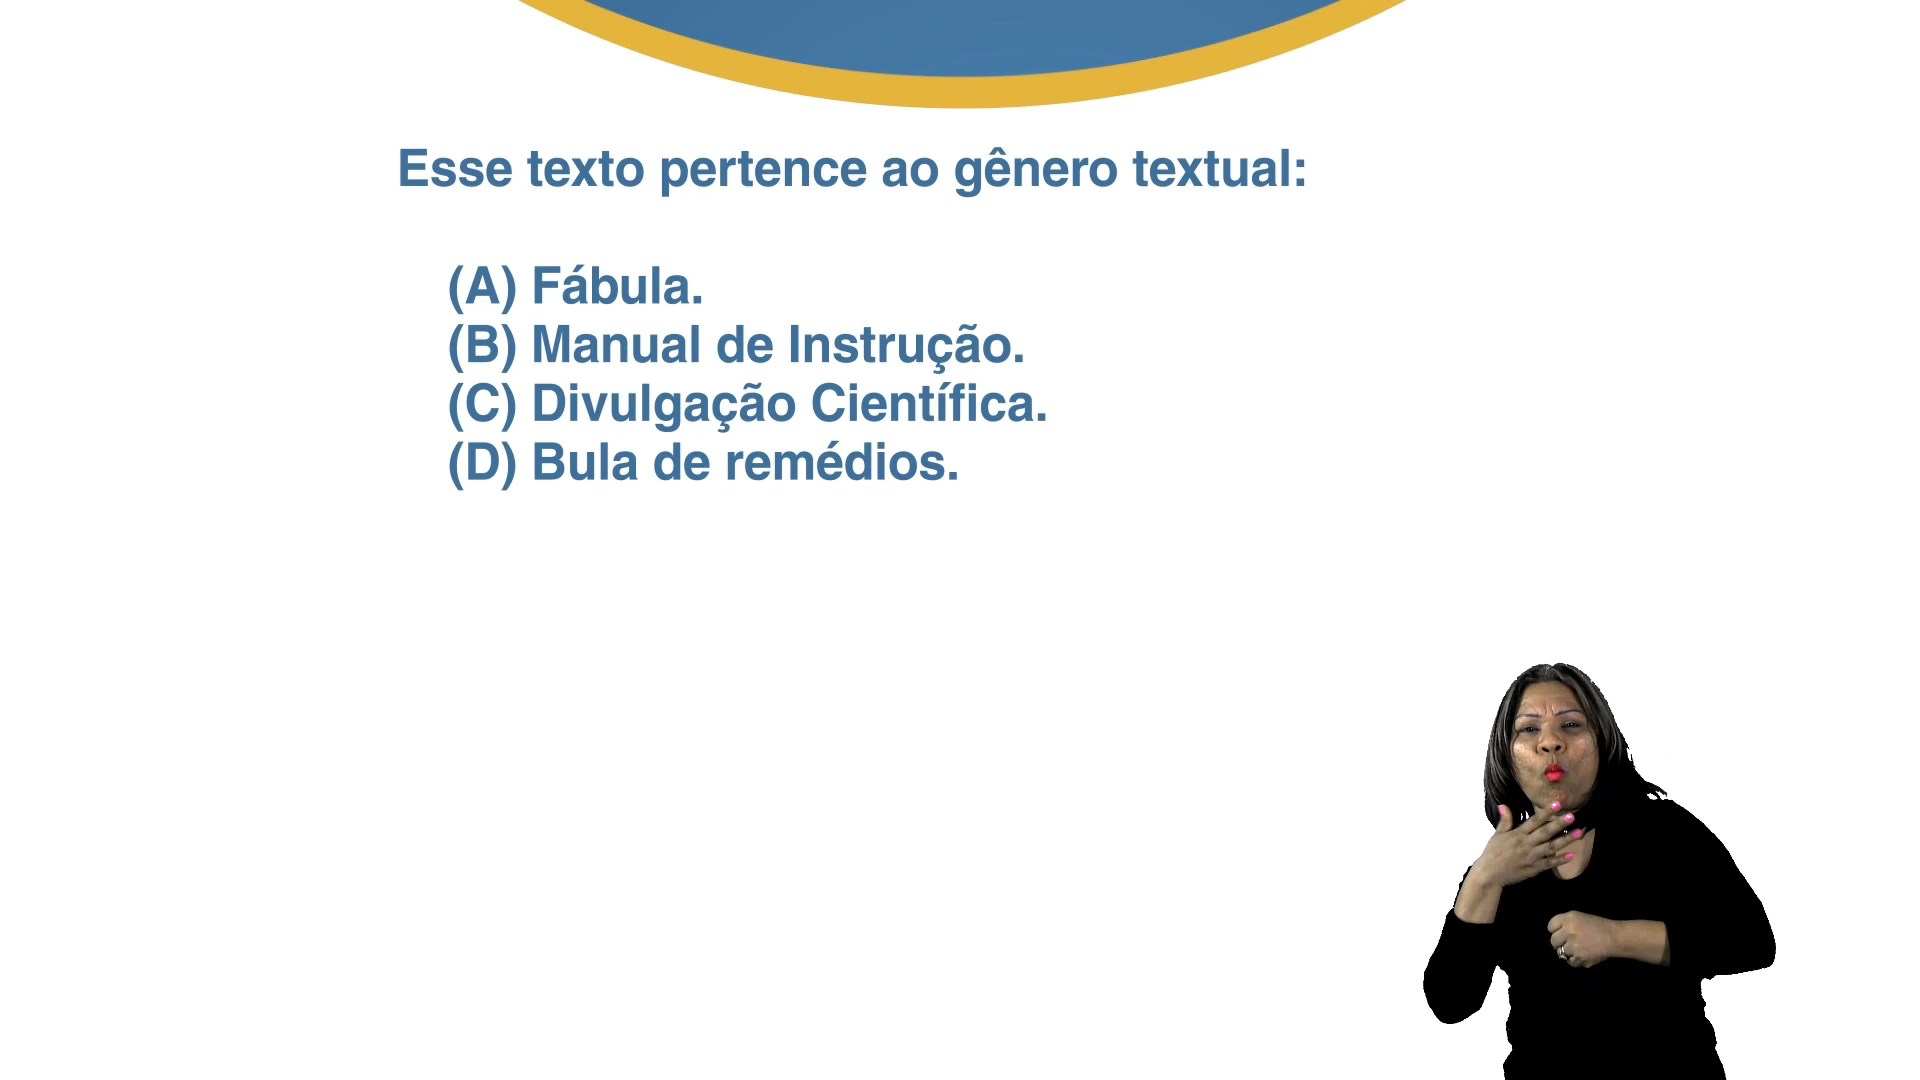 Esse texto pertence ao gênero textual:
(A) Fábula.
(B) Manual de Instrução.
(C) Divulgação Científica.
(D) Bula de remédios.